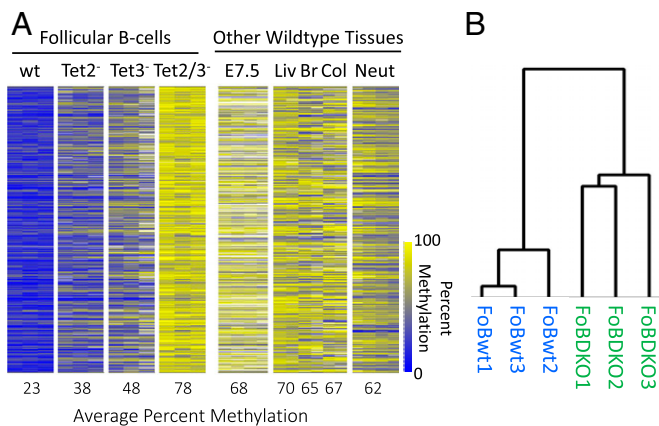 A
B
Follicular B-cells
Other Wildtype Tissues
wt Tet2- Tet3- Tet2/3- E7.5 Liv Br Col Neut
100
Percent
Methylation
0
23 38 48 78 68 70 65 67 62
Average Percent Methylation
FoBwt1
FoBwt3
FoBwt2
FoBDKO1
FoBDKO2
FoBDKO3